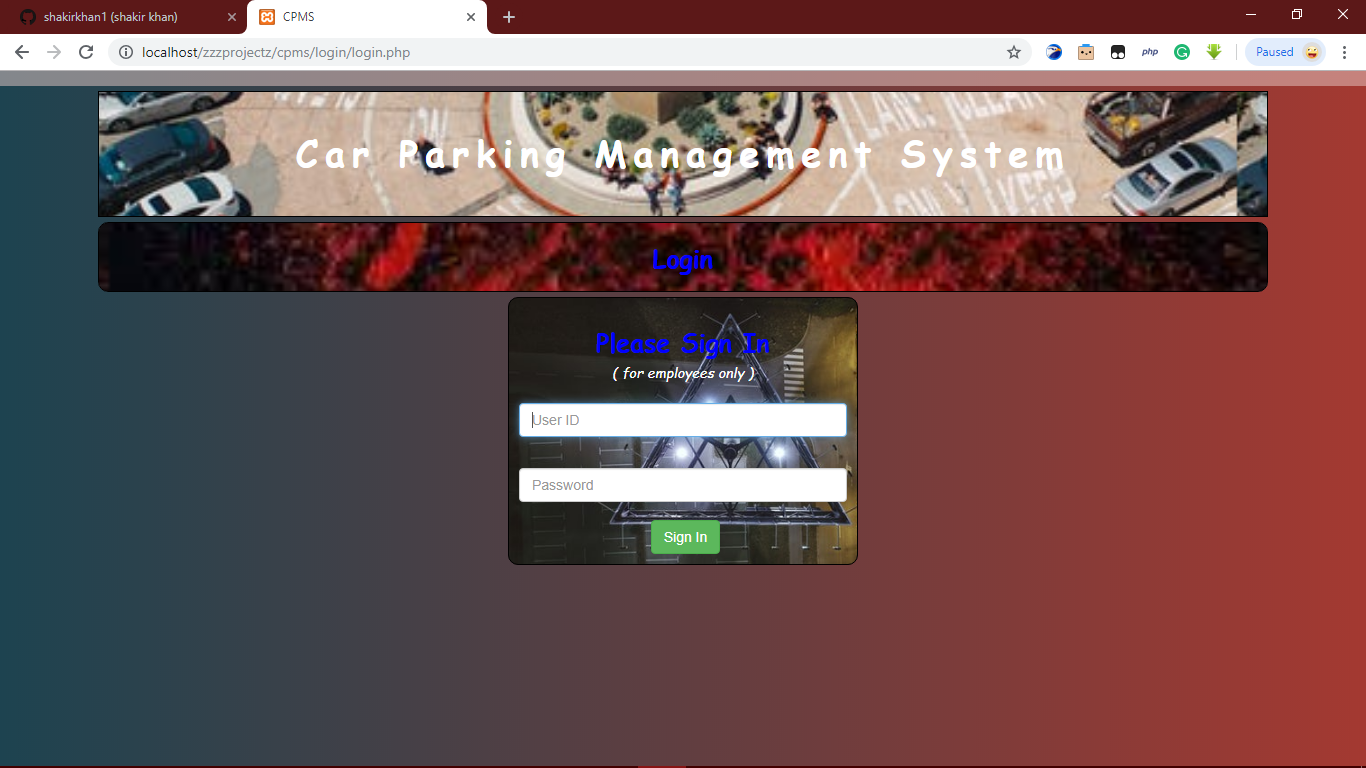 shakirkhan1 (shakir khan)
CPMS
localhost/zzzprojectz/cpms/login/login.php
php
Paused
Car Parking Management System
Login
Please Sign In
( for employees only )
User ID
Password
Sign In